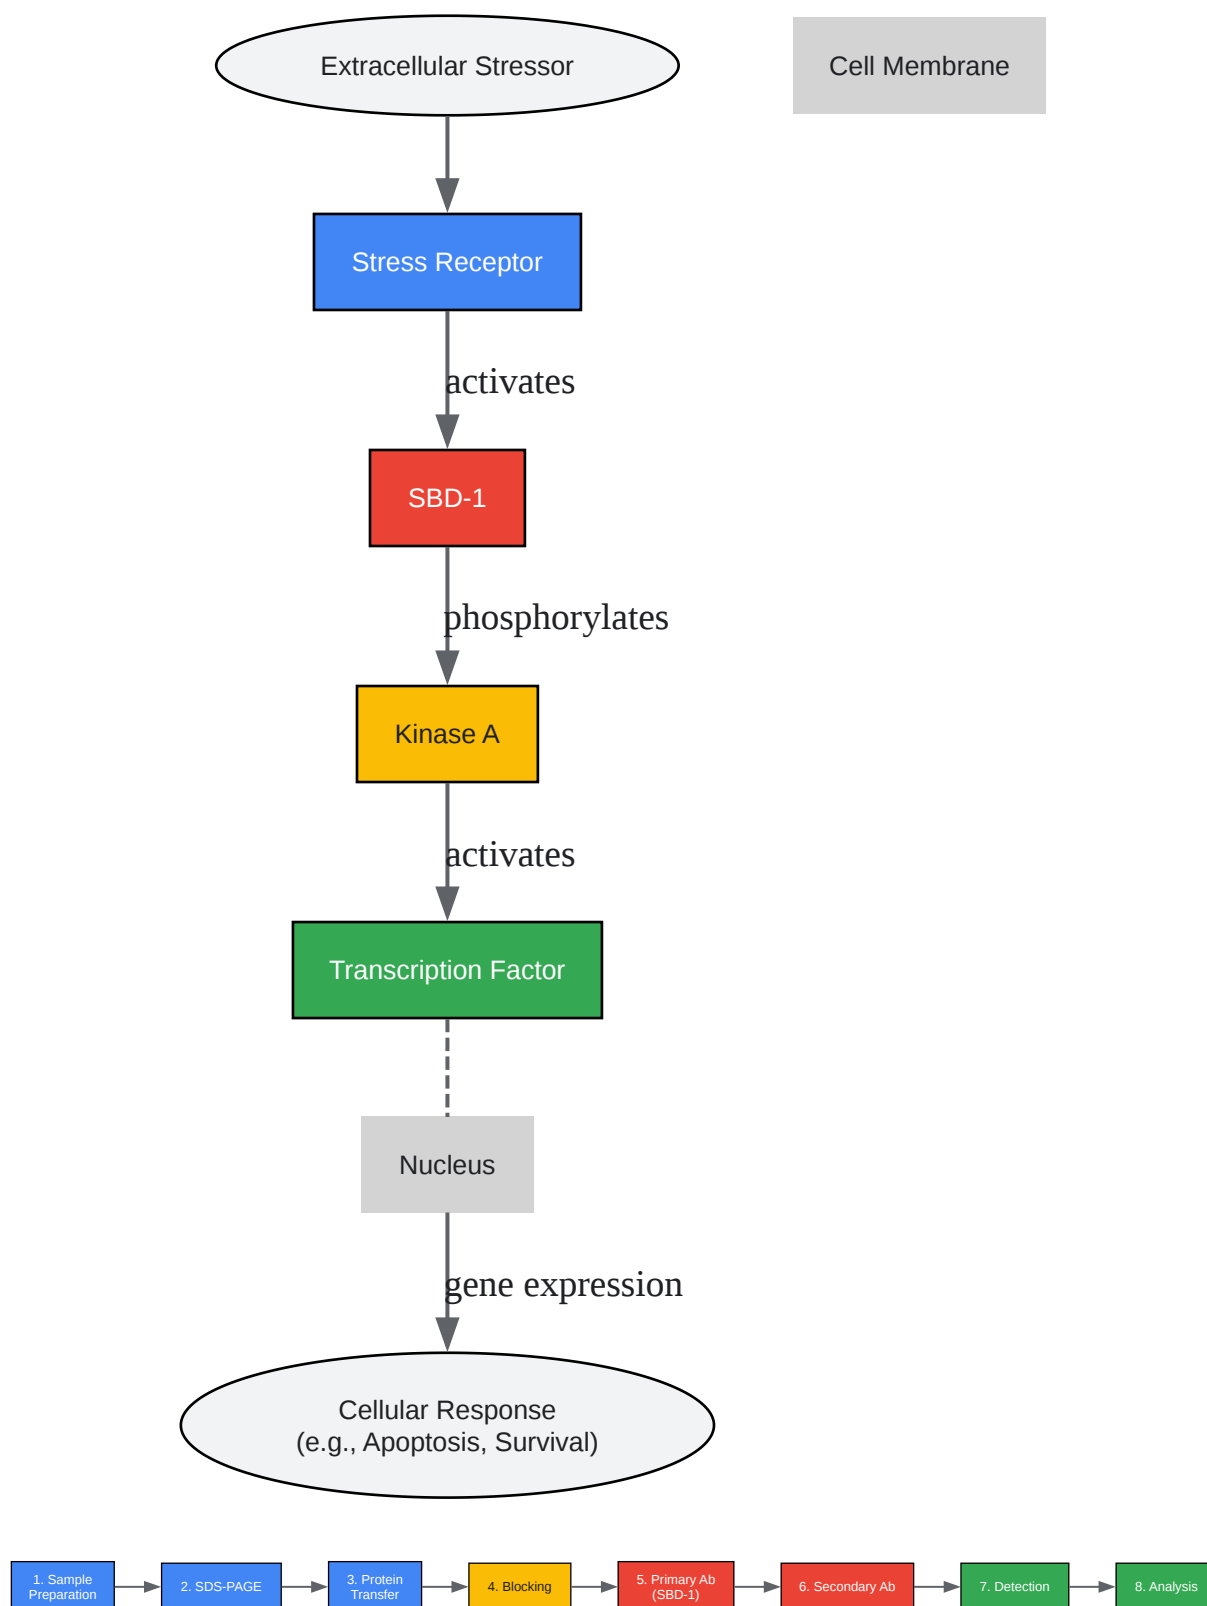 Extracellular Stressor
Cell Membrane
Stress Receptor
activates
SBD-1
phosphorylates
Kinase A
activates
Transcription Factor
Nucleus
gene expression
Cellular Response
(e.g., Apoptosis, Survival)
1. Sample
Preparation
2. SDS-PAGE
3. Protein
Transfer
4. Blocking
5. Primary Ab
(SBD-1)
6. Secondary Ab
7. Detection
8. Analysis